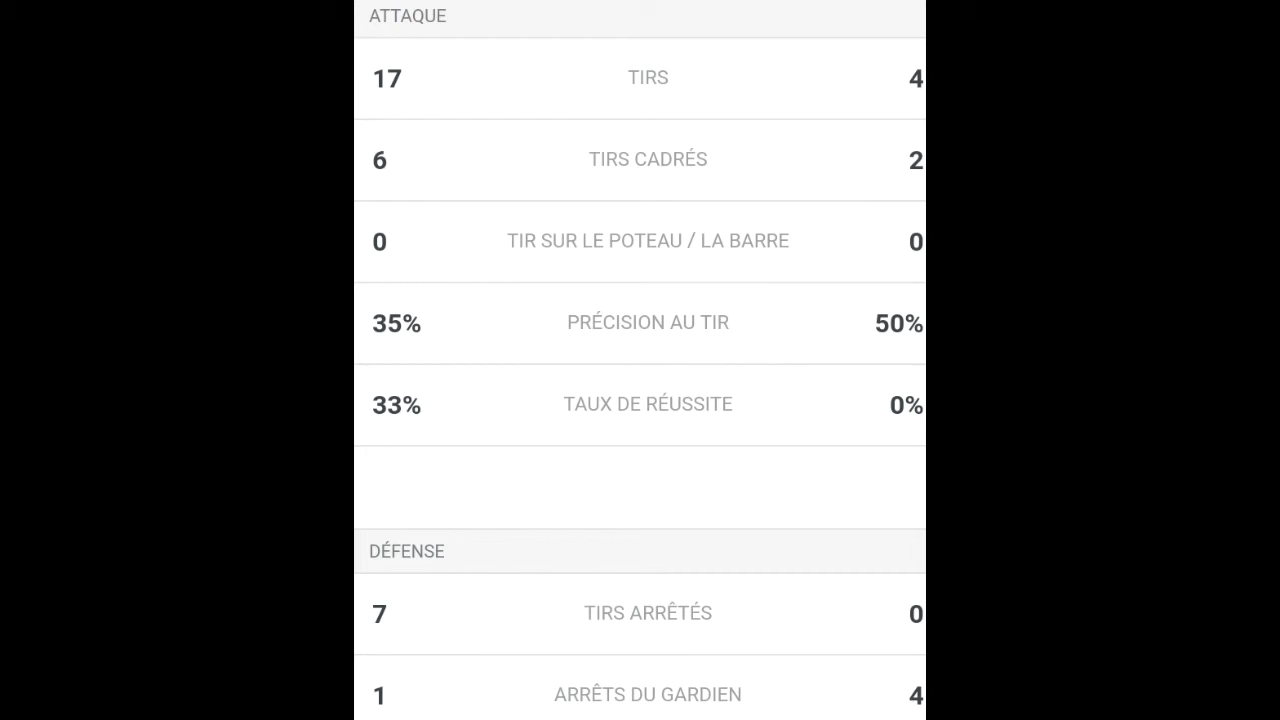 ATTAQUE
17 TIRS 4
6 TIRS CADRÉS 2
0 TIR SUR LE POTEAU / LA BARRE 0
35% PRÉCISION AU TIR 50%
33% TAUX DE RÉUSSITE 0%
DÉFENSE
7 TIRS ARRÊTÉS 0
1 ARRÊTS DU GARDIEN 4